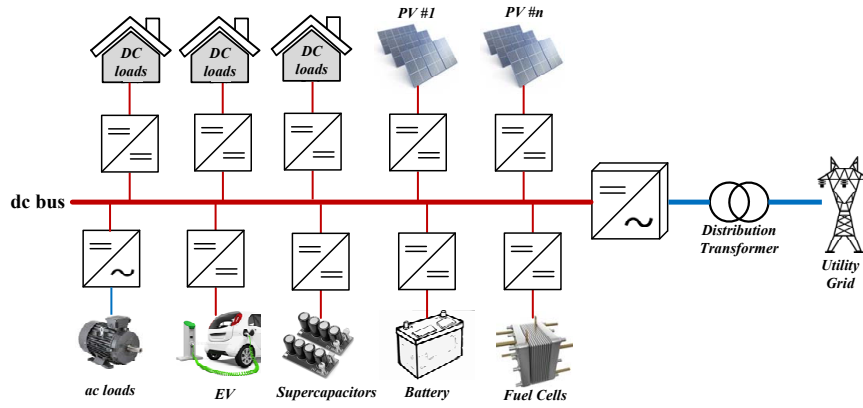 PV #1
PV #n
DC
loads
DC
loads
DC
loads
dc bus
Distribution
Transformer
Utility
Grid
ac loads
EV
Supercapacitors
Battery
Fuel Cells